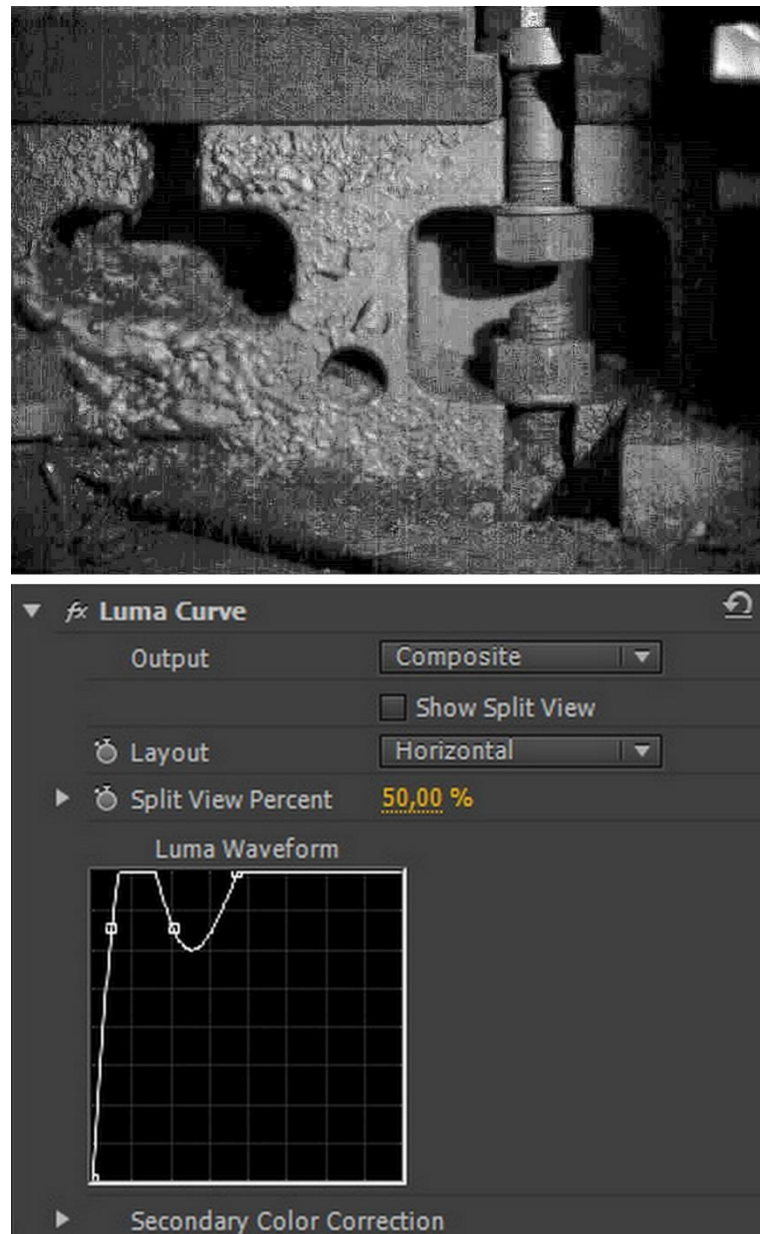 fx Luma Curve
Output Composite
Show Split View
Layout Horizontal
Split View Percent 50,00 %
Luma Waveform
Secondary Color Correction